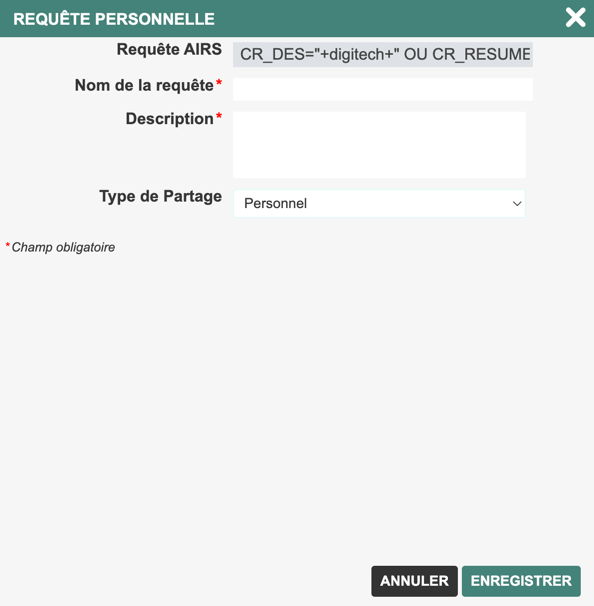 REQUÊTE PERSONNELLE
Requête AIRS CR_DES="+digitech+" OU CR_RESUME
Nom de la requête*
Description*
Type de Partage Personnel
*Champ obligatoire
ANNULER ENREGISTRER